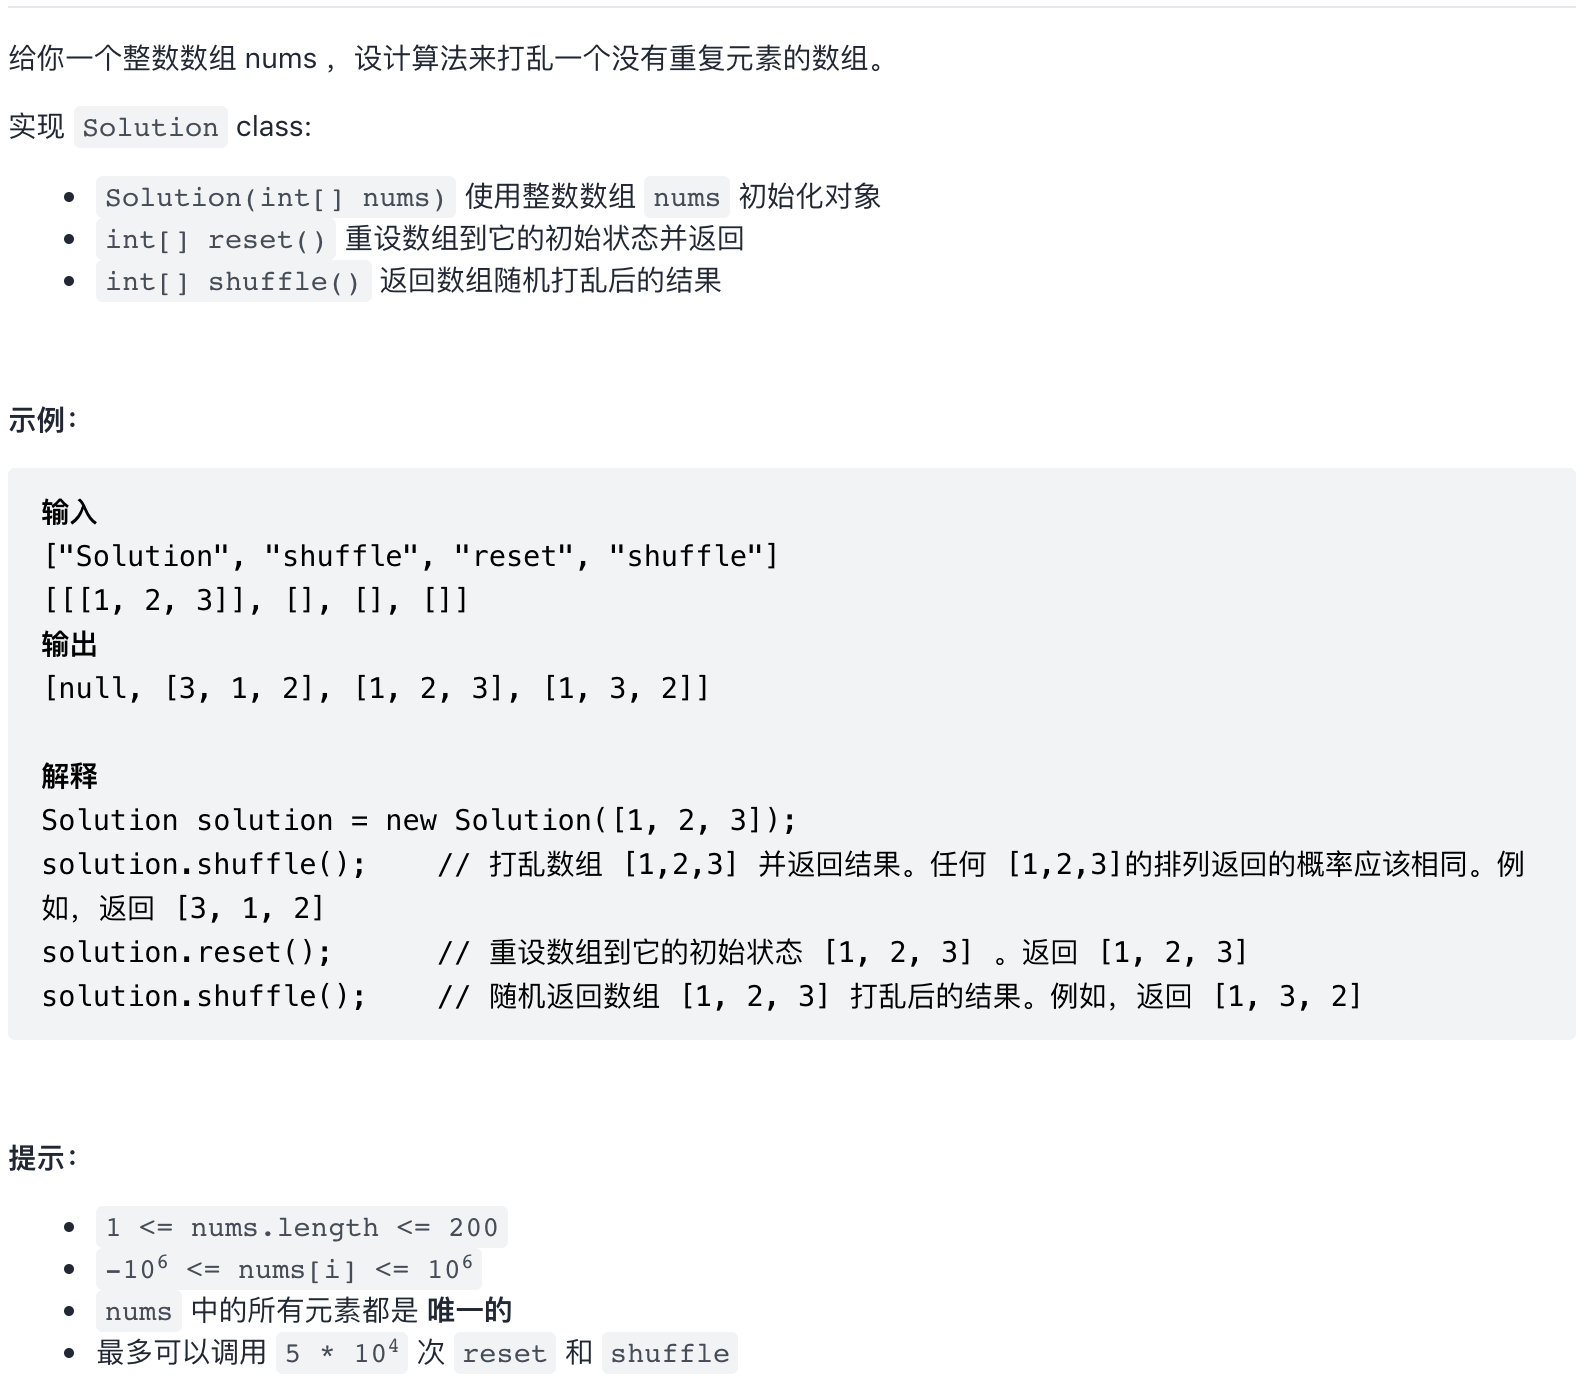 给你一个整数数组 nums ，设计算法来打乱一个没有重复元素的数组。
实现 Solution class:
Solution(int[] nums) 使用整数数组 nums 初始化对象
int[] reset() 重设数组到它的初始状态并返回
int[] shuffle() 返回数组随机打乱后的结果
示例：
输入
["Solution", "shuffle", "reset", "shuffle"]
[[[1, 2, 3]], [], [], []]
输出
[null, [3, 1, 2], [1, 2, 3], [1, 3, 2]]
解释
Solution solution = new Solution([1, 2, 3]);
solution.shuffle();    // 打乱数组 [1,2,3] 并返回结果。任何 [1,2,3]的排列返回的概率应该相同。例
如，返回 [3, 1, 2]
solution.reset();      // 重设数组到它的初始状态 [1, 2, 3] 。返回 [1, 2, 3]
solution.shuffle();    // 随机返回数组 [1, 2, 3] 打乱后的结果。例如，返回 [1, 3, 2]
提示：
1 <= nums.length <= 200
-10⁶ <= nums[i] <= 10⁶
nums 中的所有元素都是 唯一的
最多可以调用 5 * 10⁴ 次 reset 和 shuffle